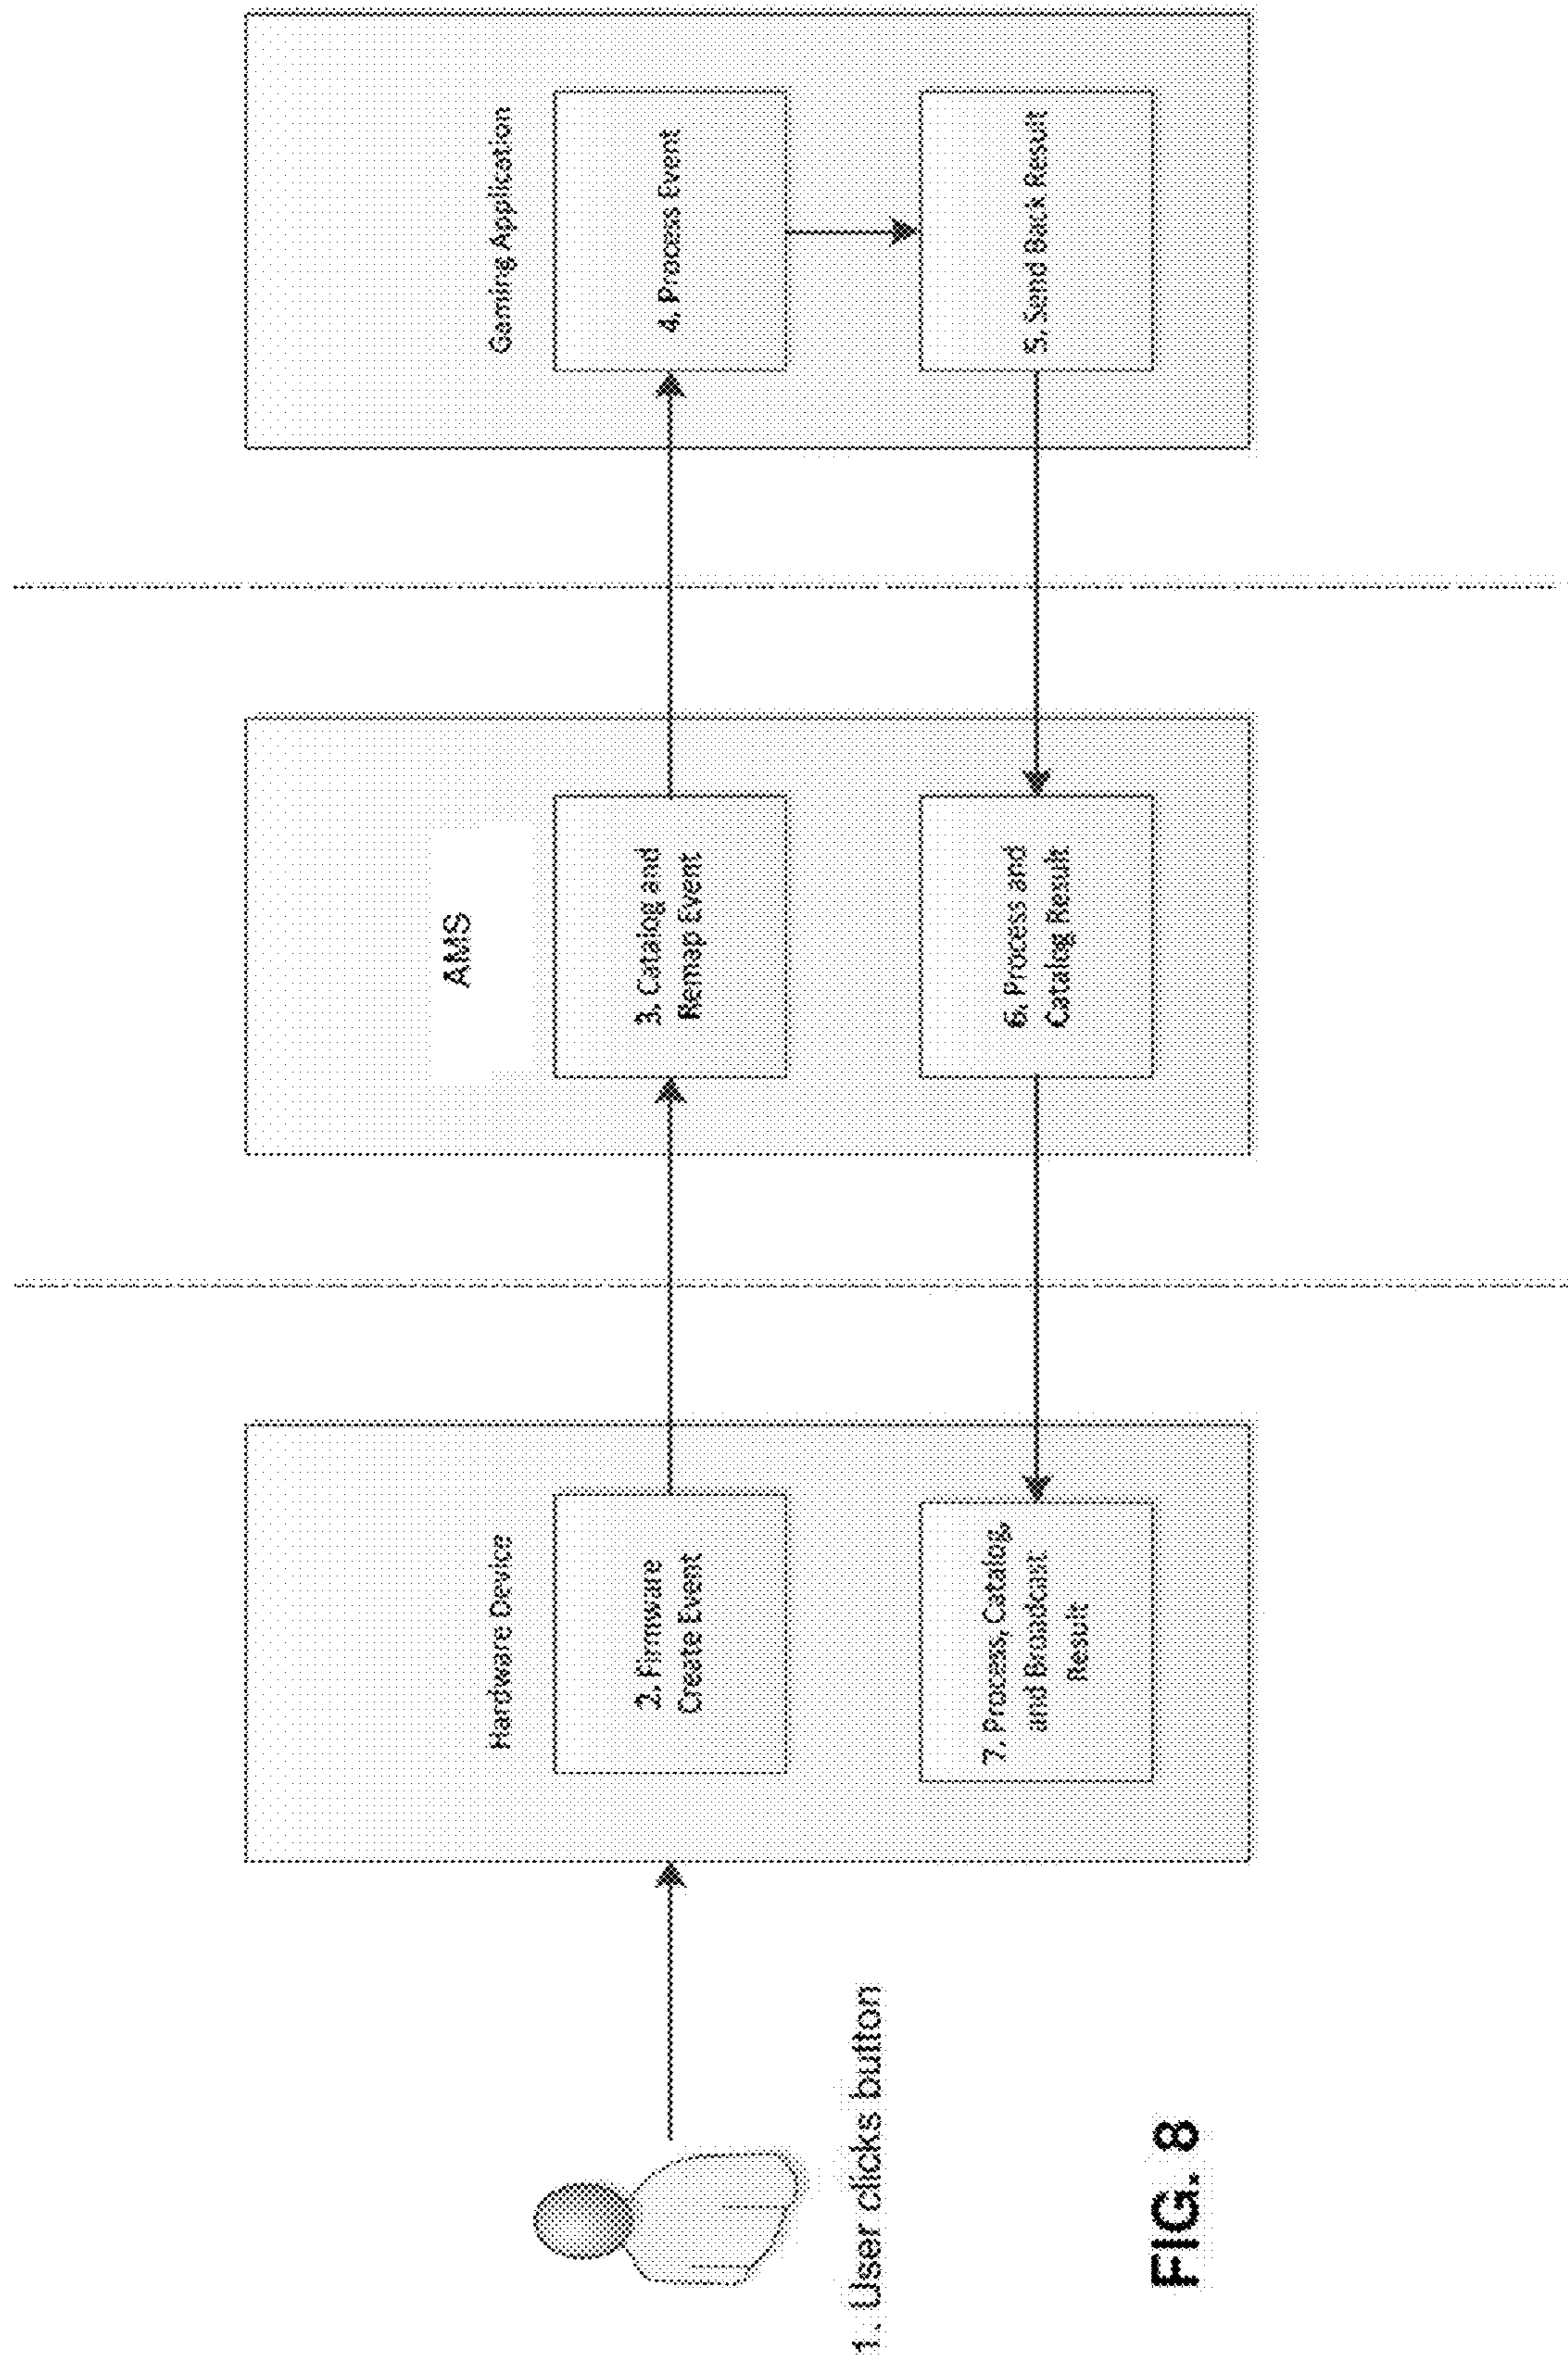 1. User clicks button
Hardware Device
2. Firmware
Create Event
AMS
3. Catalog and
Remap Event
Gaming Application
4. Process Event
5. Send Back Result
6. Process and
Catalog Result
7. Process, Catalog,
and Broadcast
Result
FIG. 8